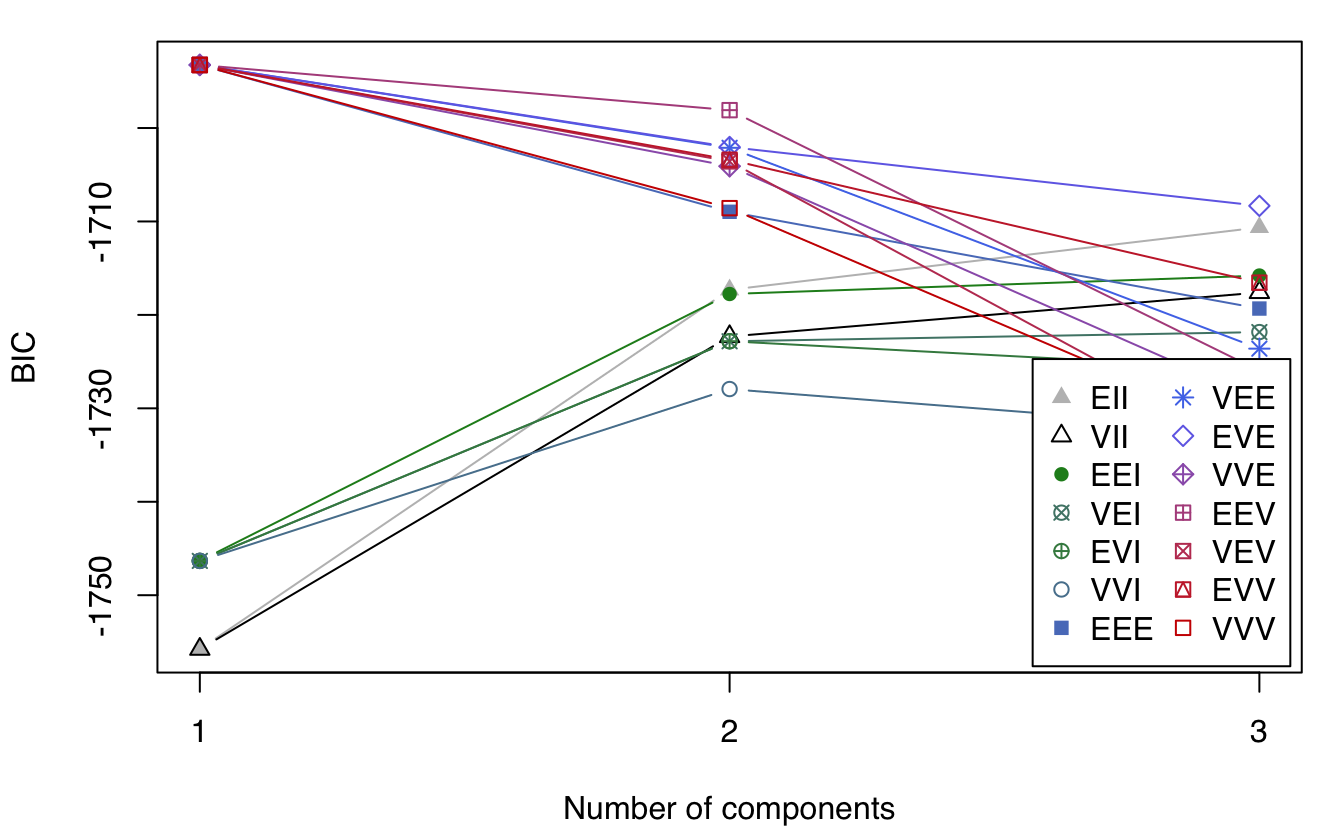 BIC
-1710
-1730
-1750
EII VEE
VII EVE
EEI VVE
VEI EEV
EVI VEV
VVI EVV
EEE VVV
1 2 3
Number of components